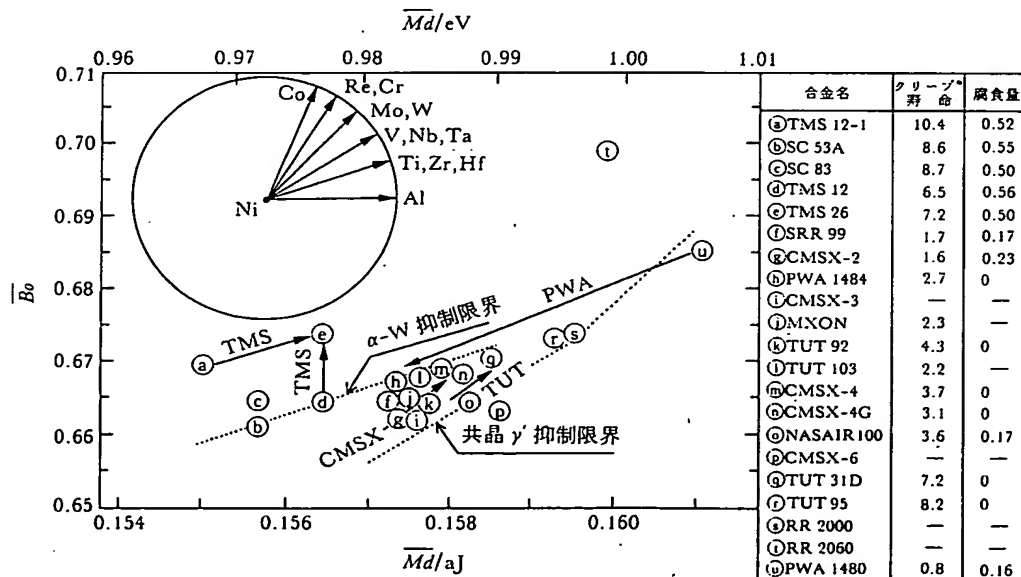 M̅d̅/eV
0.96 0.97 0.98 0.99 1.00 1.01
B̅o̅
0.71
0.70
0.69
0.68
0.67
0.66
0.65
Co
Re,Cr
Mo,W
V,Nb,Ta
Ti,Zr,Hf
Al
Ni
ⓣ
ⓤ
PWA
α-W 抑制限界
TMS
ⓔ
ⓐ
TMS
ⓡ ⓢ
ⓠ
ⓗ ⓛ ⓜ ⓝ
TUT
ⓒ
ⓓ
ⓕ ⓙ ⓚ ⓞ ⓟ
ⓑ
CMSX
ⓖ ⓘ
共晶 γ′ 抑制限界
0.154 0.156 0.158 0.160
M̅d̅/aJ
合金名 クリープ* 寿命 腐食量
ⓐTMS 12-1 10.4 0.52
ⓑSC 53A 8.6 0.55
ⓒSC 83 8.7 0.50
ⓓTMS 12 6.5 0.56
ⓔTMS 26 7.2 0.50
ⓕSRR 99 1.7 0.17
ⓖCMSX-2 1.6 0.23
ⓗPWA 1484 2.7 0
ⓘCMSX-3 — —
ⓙMXON 2.3 —
ⓚTUT 92 4.3 0
ⓛTUT 103 2.2 —
ⓜCMSX-4 3.7 0
ⓝCMSX-4G 3.1 0
ⓞNASAIR100 3.6 0.17
ⓟCMSX-6 — —
ⓠTUT 31D 7.2 0
ⓡTUT 95 8.2 0
ⓢRR 2000 — —
ⓣRR 2060 — —
ⓤPWA 1480 0.8 0.16